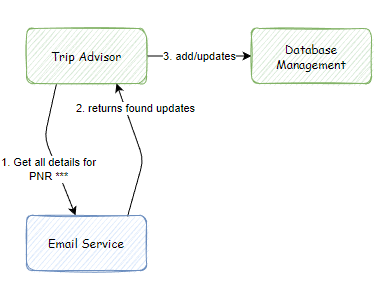 Trip Advisor
3. add/updates
Database
Management
2. returns found updates
1. Get all details for
PNR ***
Email Service